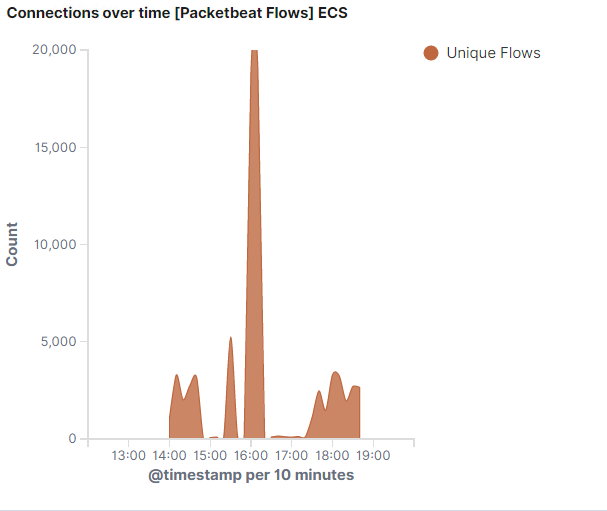 Connections over time [Packetbeat Flows] ECS
Unique Flows
20,000
15,000
10,000
5,000
0
Count
13:00 14:00 15:00 16:00 17:00 18:00 19:00
@timestamp per 10 minutes